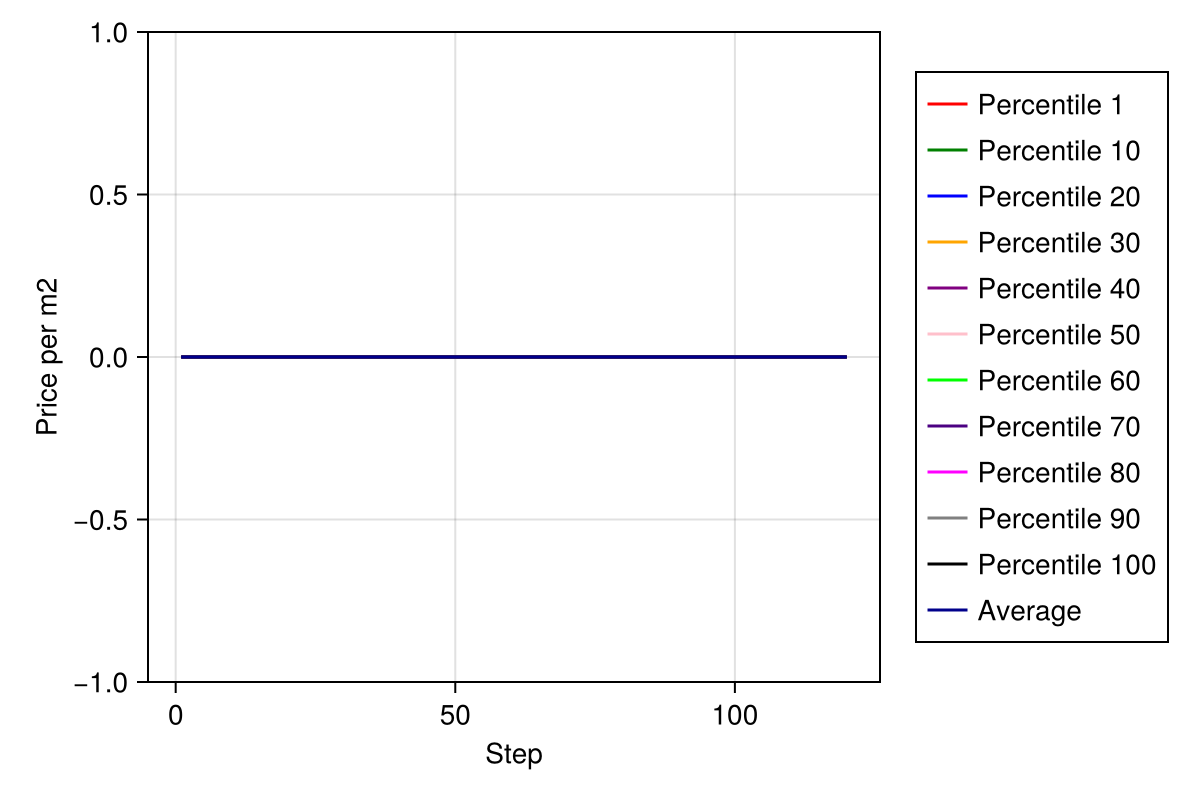 1.0
0.5
0.0
−0.5
−1.0
Price per m2
0
50
100
Step
Percentile 1
Percentile 10
Percentile 20
Percentile 30
Percentile 40
Percentile 50
Percentile 60
Percentile 70
Percentile 80
Percentile 90
Percentile 100
Average